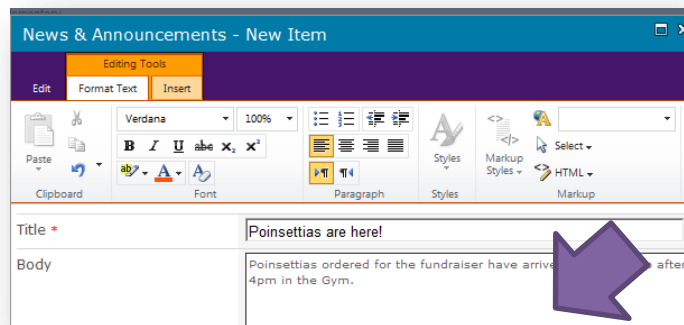 News & Announcements - New Item
Editing Tools
Edit Format Text Insert
Verdana 100%
B I U abc X₂ X²
ab A A
Paste
Styles
Markup Styles
Select
HTML
Clipboard Font Paragraph Styles Markup
Title * Poinsettias are here!
Body Poinsettias ordered for the fundraiser have after
4pm in the Gym.